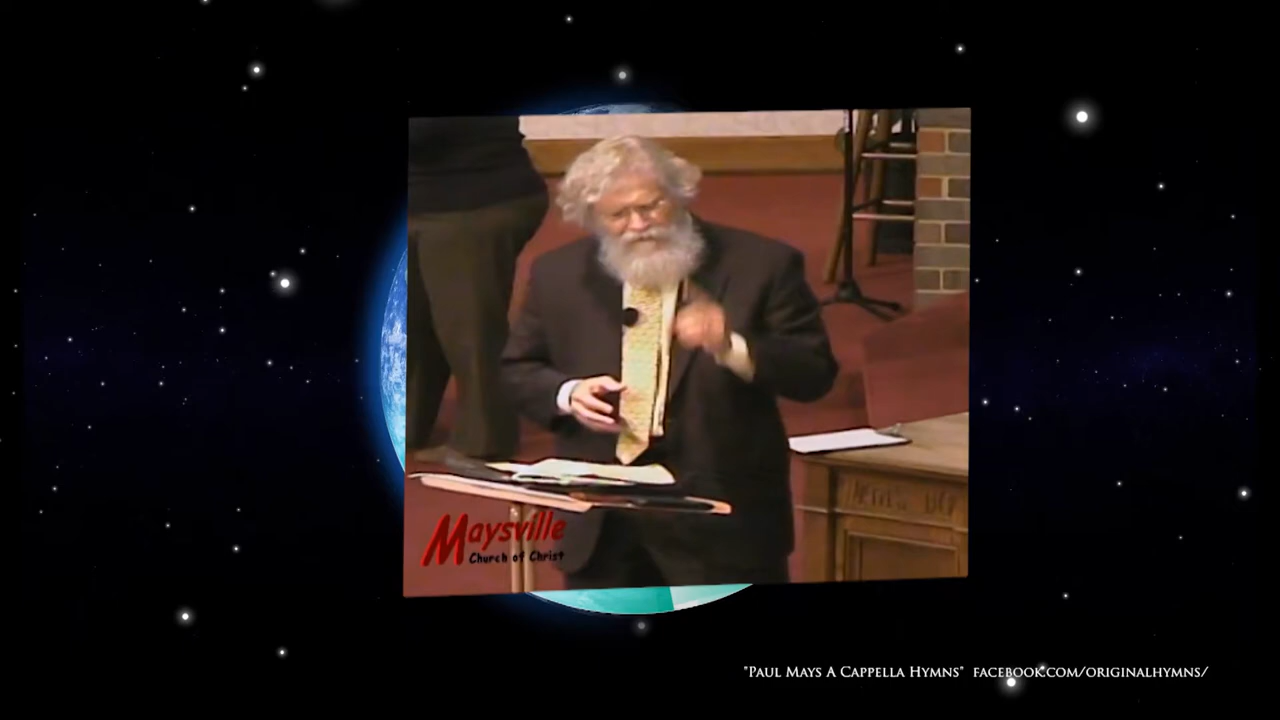 Maysville
Church of Christ
"Paul Mays A Cappella Hymns" facebook.com/originalhymns/